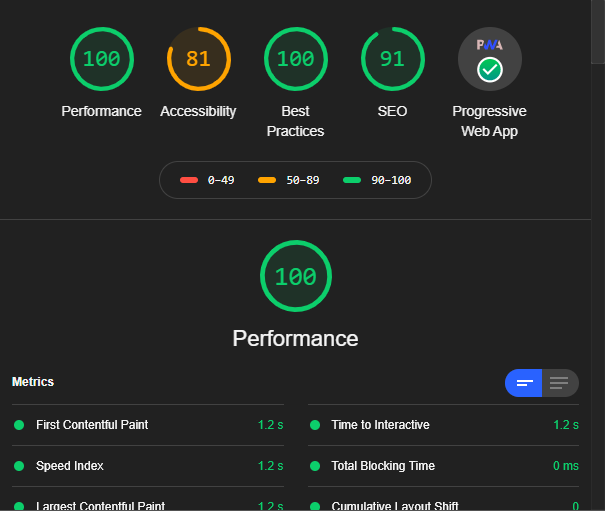 100 81 100 91 PWA
Performance Accessibility Best Practices SEO Progressive Web App
0–49 50–89 90–100
100
Performance
Metrics
First Contentful Paint 1.2 s
Time to Interactive 1.2 s
Speed Index 1.2 s
Total Blocking Time 0 ms
Largest Contentful Paint 1.2 s
Cumulative Layout Shift 0